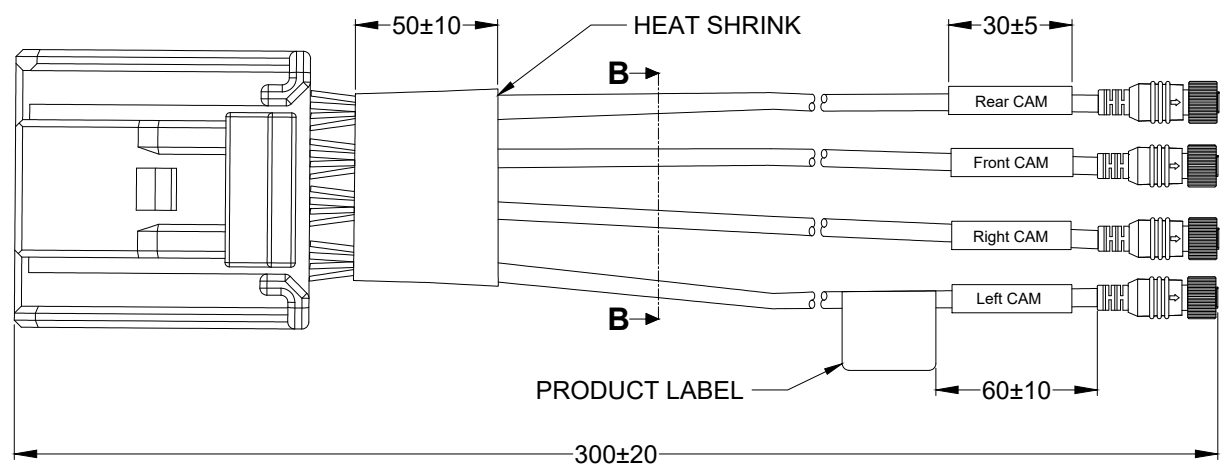 50±10
HEAT SHRINK
30±5
B
Rear CAM
Front CAM
Right CAM
Left CAM
B
PRODUCT LABEL
60±10
300±20